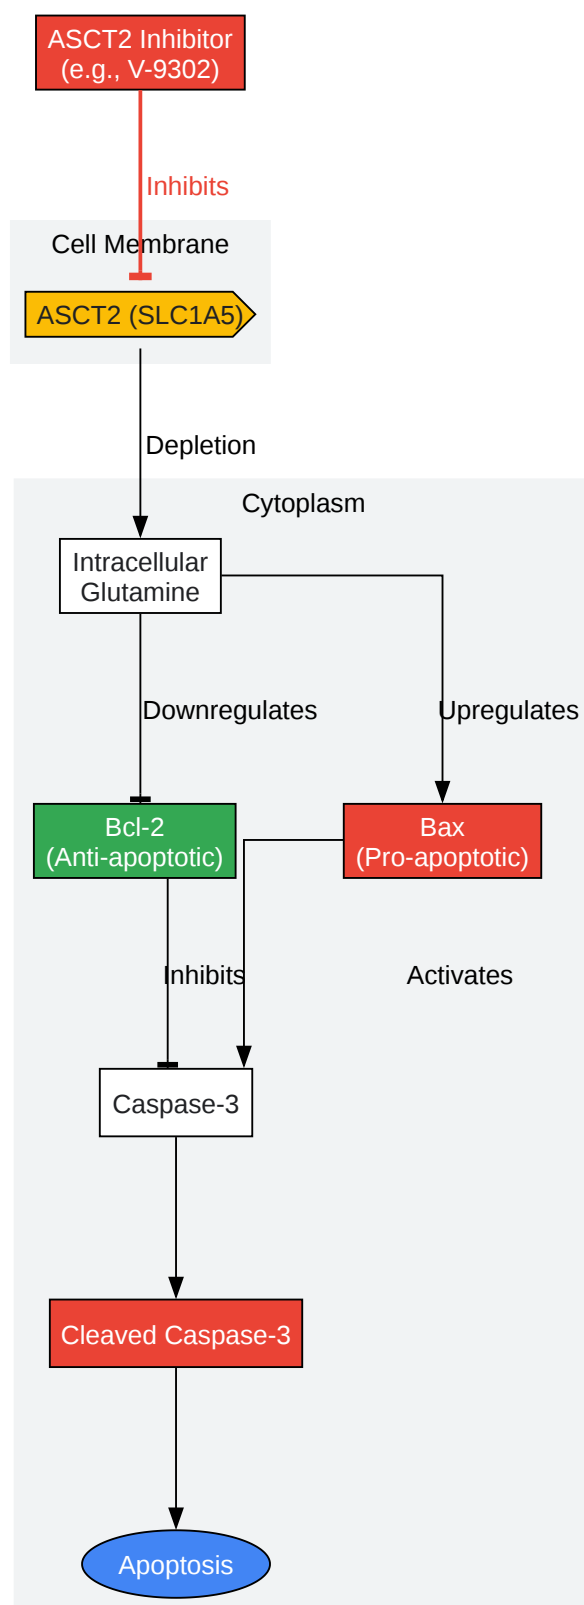 ASCT2 Inhibitor
(e.g., V-9302)
Inhibits
Cell Membrane
ASCT2 (SLC1A5)
Depletion
Cytoplasm
Intracellular
Glutamine
Downregulates
Upregulates
Bcl-2
(Anti-apoptotic)
Bax
(Pro-apoptotic)
Inhibits
Activates
Caspase-3
Cleaved Caspase-3
Apoptosis